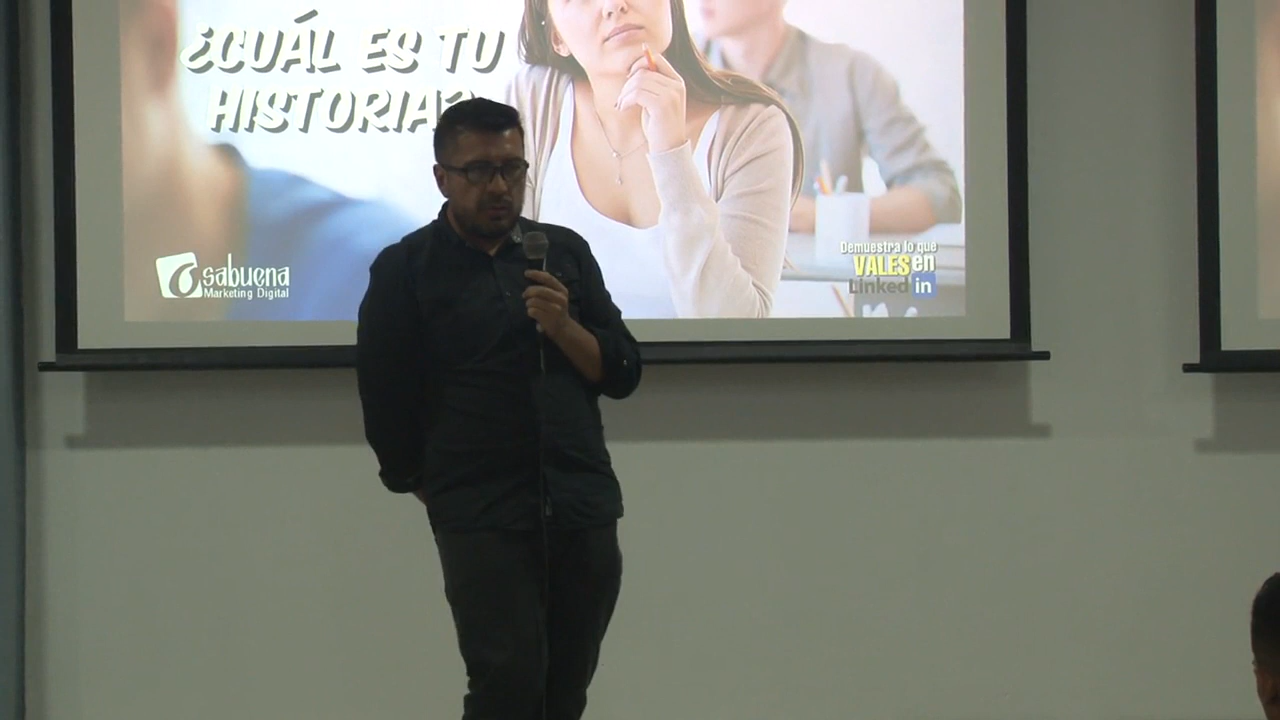 ¿CUÁL ES TU
HISTORIA?
sabuena
Marketing Digital
Demuestra lo que
VALES en
Linked in